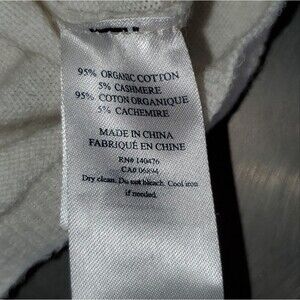 95% ORGANIC COTTON
5% CASHMERE
95% COTON ORGANIQUE
5% CACHEMIRE
MADE IN CHINA
FABRIQUÉ EN CHINE
RN# 140476
CA# 06894
Dry clean. Do not bleach. Cool iron
if needed.